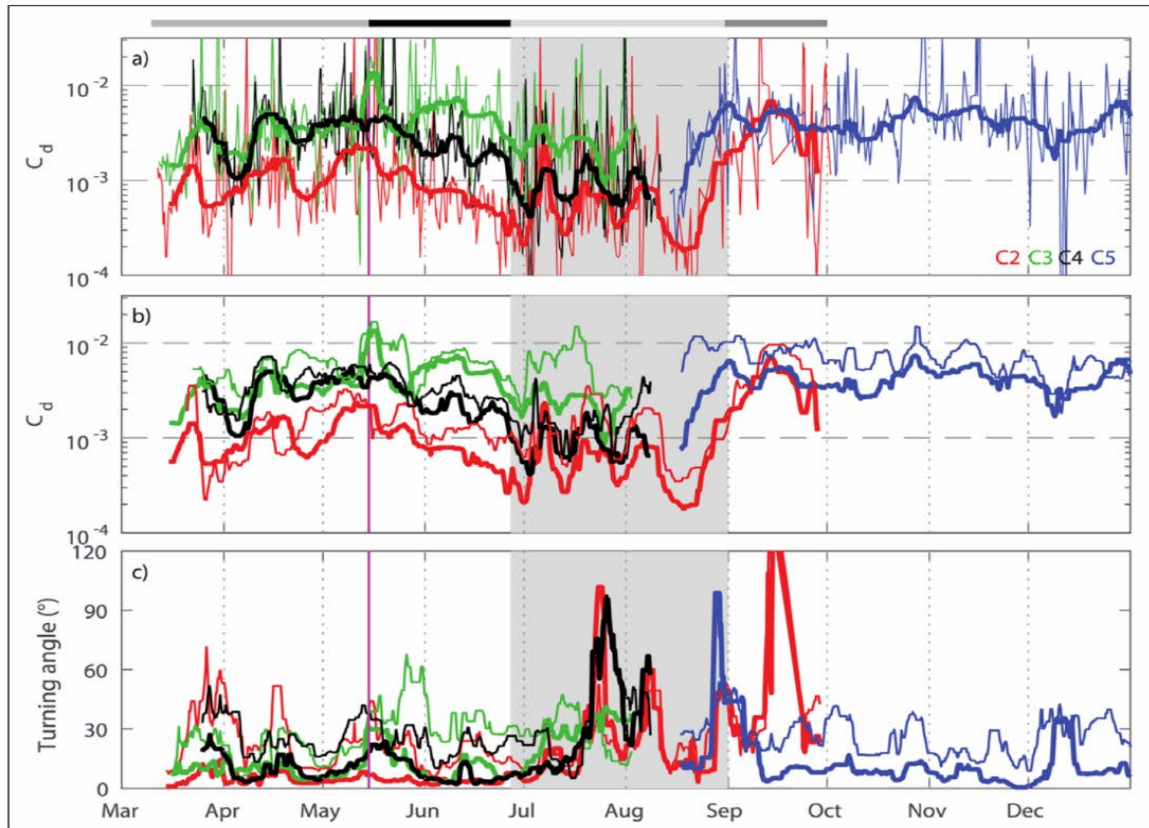 a)
10⁻²
C_d
10⁻³
10⁻⁴
C2 C3 C4 C5
b)
10⁻²
C_d
10⁻³
10⁻⁴
c)
120
90
60
30
0
Turning angle (°)
Mar Apr May Jun Jul Aug Sep Oct Nov Dec